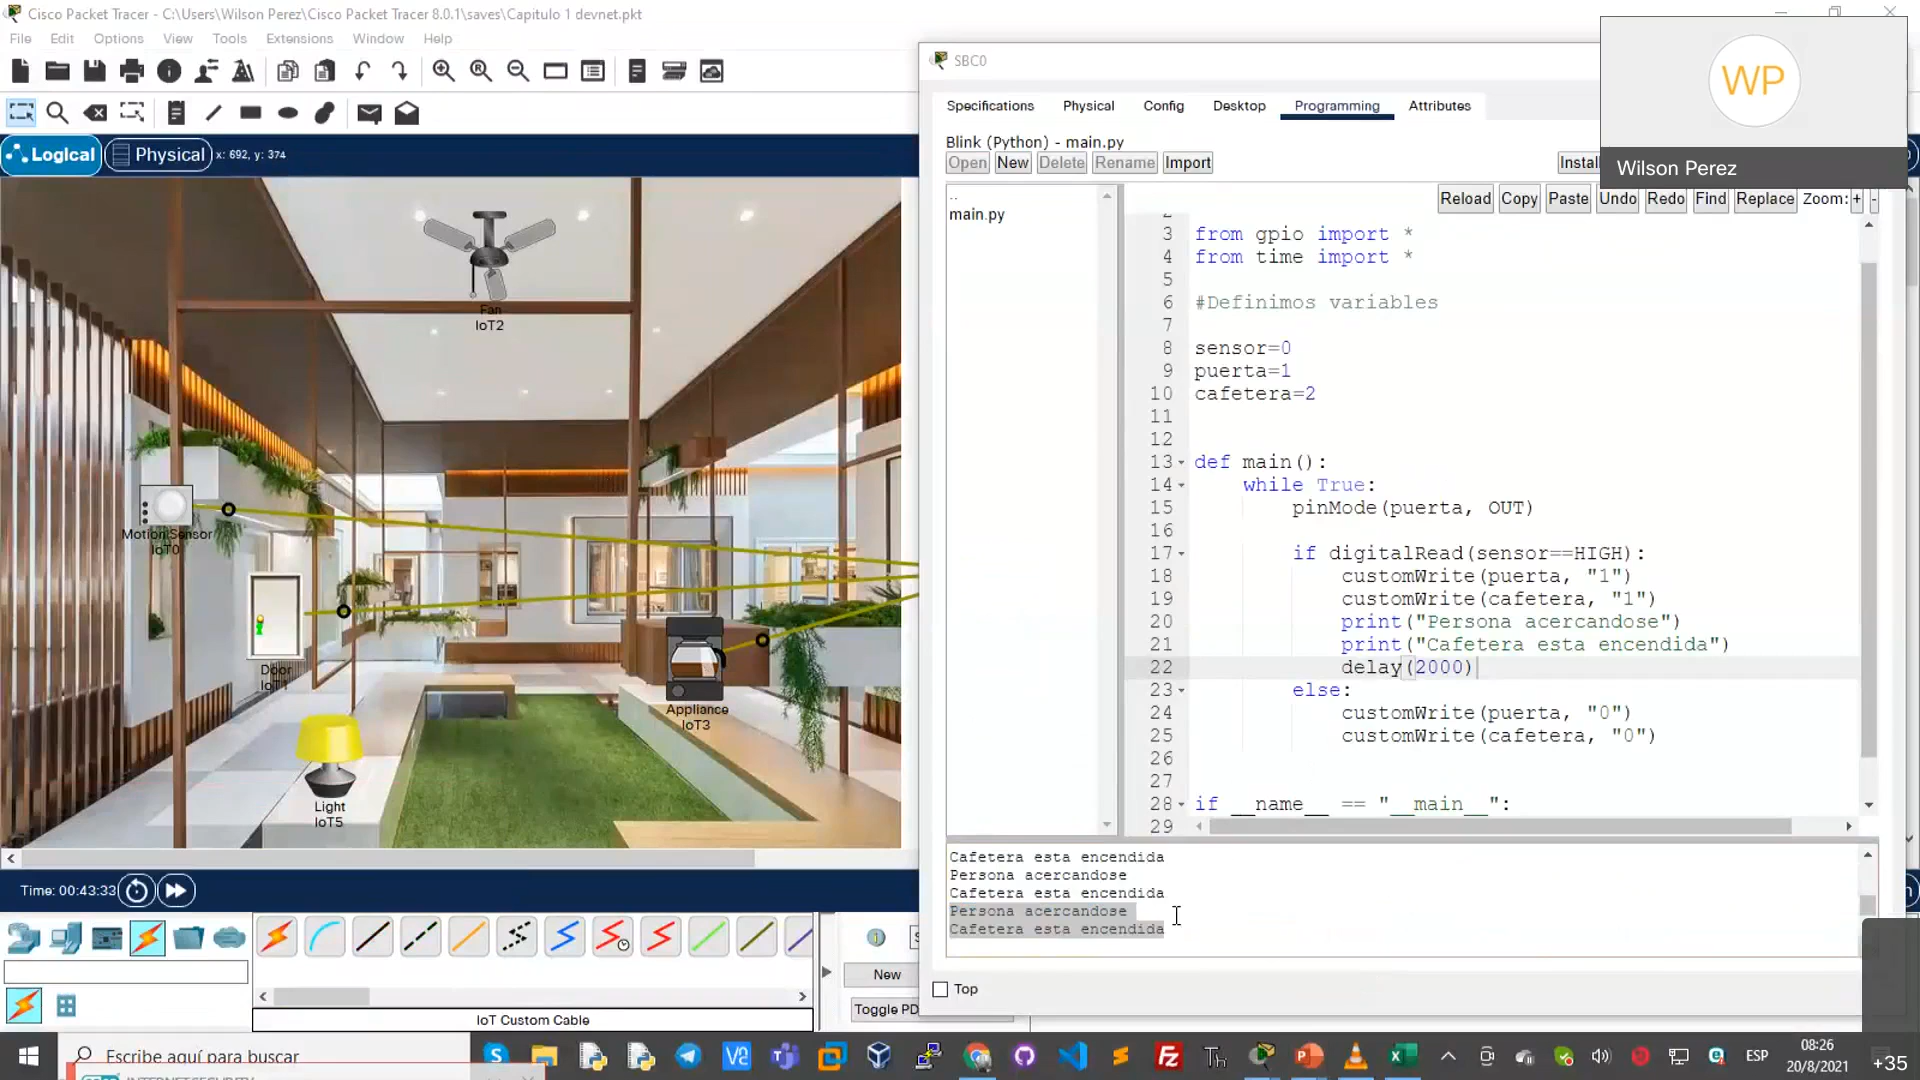 Cisco Packet Tracer - C:\Users\Wilson Perez\Cisco Packet Tracer 8.0.1\saves\Capitulo 1 devnet.pkt
File Edit Options View Tools Extensions Window Help
Logical
Physical
x: 692, y: 374
Fan
IoT2
Motion Sensor
IoT0
Door
IoT1
Appliance
IoT3
Light
IoT5
Time: 00:43:33
New
Toggle PD
IoT Custom Cable
SBC0
Specifications Physical Config Desktop Programming Attributes
Blink (Python) - main.py
Open New Delete Rename Import
Install
WP
Wilson Perez
Reload Copy Paste Undo Redo Find Replace Zoom: + -
..
main.py
2
3 from gpio import *
4 from time import *
5
6 #Definimos variables
7
8 sensor=0
9 puerta=1
10 cafetera=2
11
12
13 def main():
14 while True:
15 pinMode(puerta, OUT)
16
17 if digitalRead(sensor==HIGH):
18 customWrite(puerta, "1")
19 customWrite(cafetera, "1")
20 print("Persona acercandose")
21 print("Cafetera esta encendida")
22 delay(2000)
23 else:
24 customWrite(puerta, "0")
25 customWrite(cafetera, "0")
26
27
28 if __name__ == "__main__":
29
Cafetera esta encendida
Persona acercandose
Cafetera esta encendida
Persona acercandose
Cafetera esta encendida
Top
Escribe aquí para buscar
ESP
08:26
20/8/2021
+35